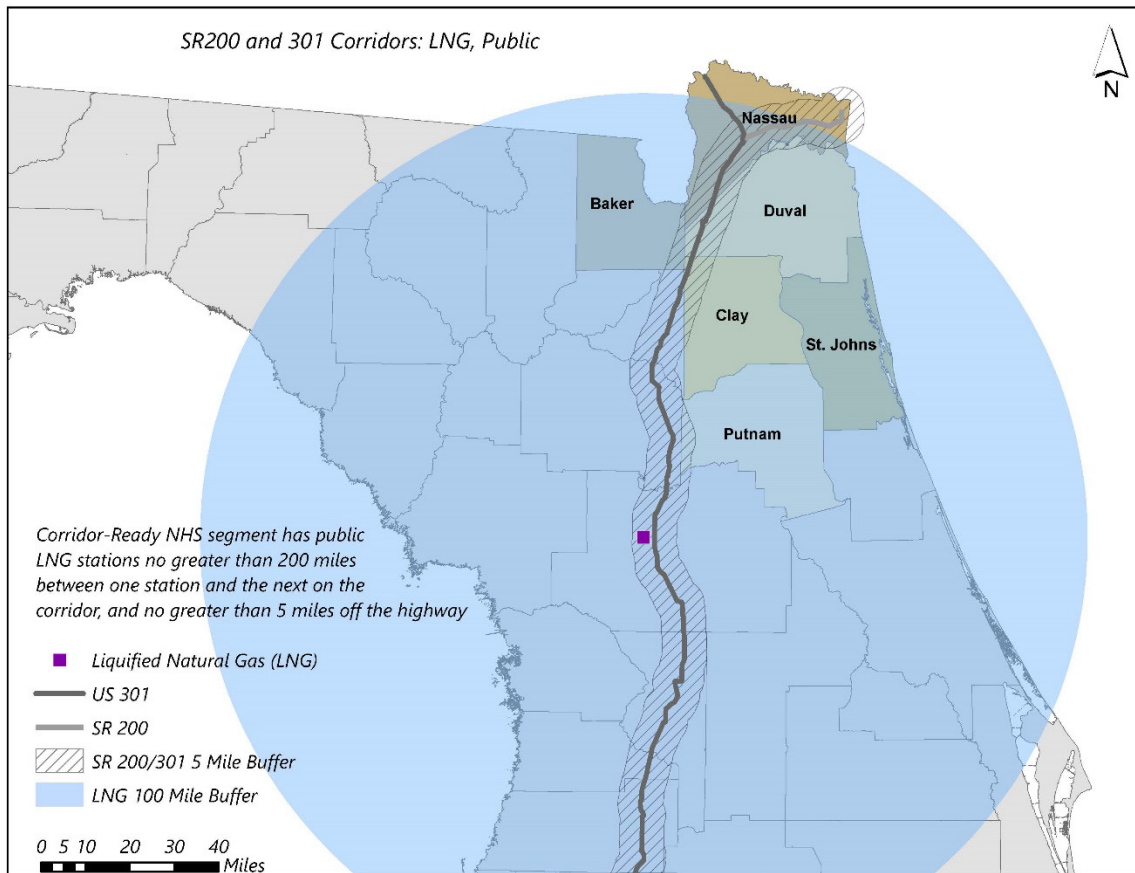 SR200 and 301 Corridors: LNG, Public
N
Nassau
Baker
Duval
Clay
St. Johns
Putnam
Corridor-Ready NHS segment has public
LNG stations no greater than 200 miles
between one station and the next on the
corridor, and no greater than 5 miles off the highway
Liquified Natural Gas (LNG)
US 301
SR 200
SR 200/301 5 Mile Buffer
LNG 100 Mile Buffer
0 5 10 20 30 40
Miles